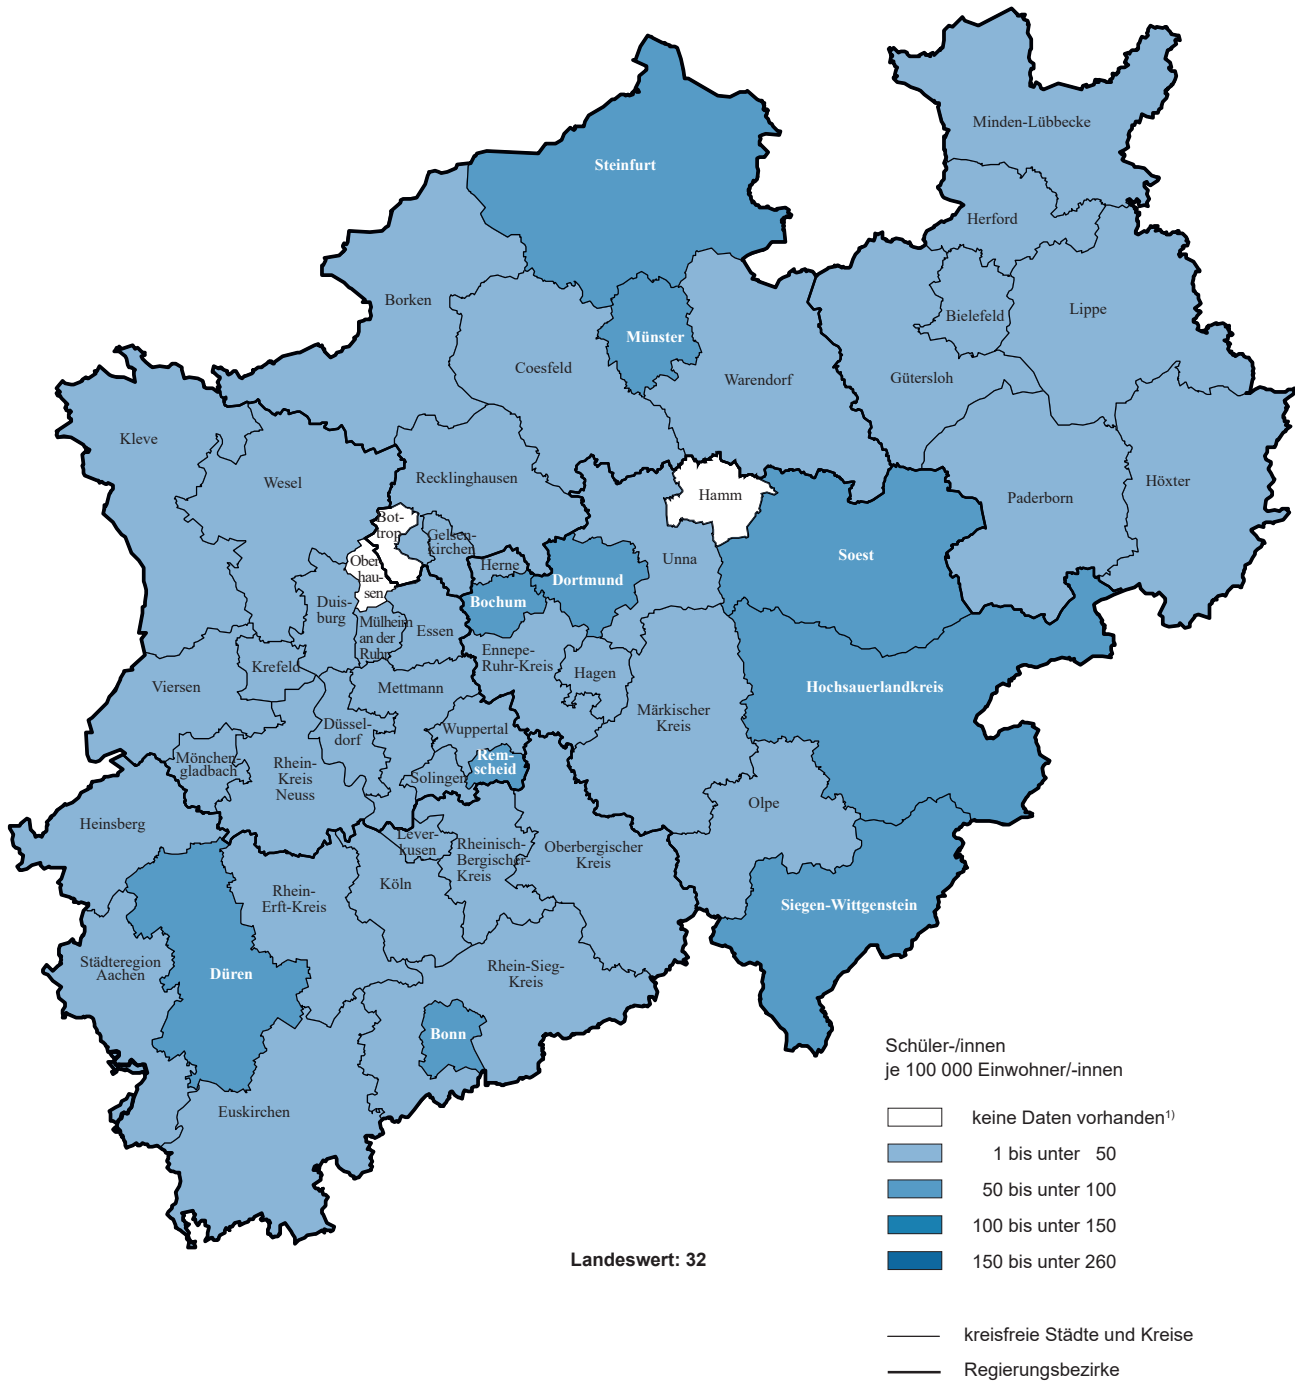 Minden-Lübbecke
Steinfurt
Herford
Borken
Bielefeld
Lippe
Münster
Coesfeld
Warendorf
Gütersloh
Kleve
Recklinghausen
Wesel
Höxter
Hamm
Paderborn
Bot-
trop
Gelsen-
kirchen
Ober
hau-
sen
Herne
Unna
Soest
Dortmund
Bochum
Duis-
burg
Mülheim
an der
Ruhr
Essen
Ennepe-
Ruhr-Kreis
Hagen
Krefeld
Viersen
Mettmann
Hochsauerlandkreis
Märkischer
Kreis
Düssel-
dorf
Wuppertal
Mönchen-
gladbach
Rem-
scheid
Rhein-
Kreis
Neuss
Solingen
Olpe
Heinsberg
Lever-
kusen
Rheinisch-
Bergischer-
Kreis
Oberbergischer
Kreis
Rhein-
Erft-Kreis
Köln
Siegen-Wittgenstein
Städteregion
Aachen
Düren
Rhein-Sieg-
Kreis
Bonn
Euskirchen
Schüler-/innen
je 100 000 Einwohner/-innen
keine Daten vorhanden¹⁾
1 bis unter 50
50 bis unter 100
100 bis unter 150
150 bis unter 260
Landeswert: 32
kreisfreie Städte und Kreise
Regierungsbezirke